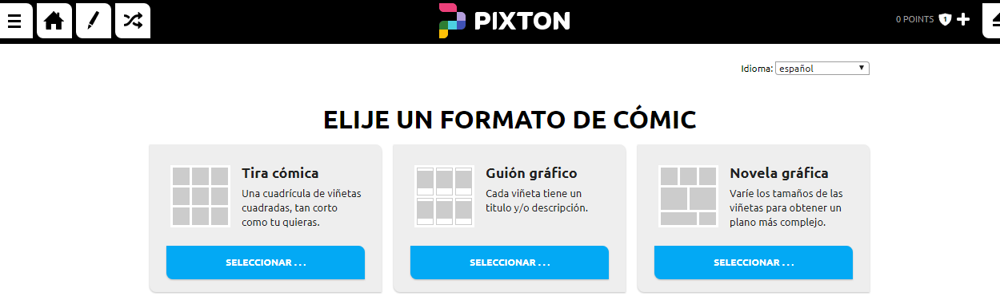 PIXTON
0 POINTS 1
Idioma: español
ELIJE UN FORMATO DE CÓMIC
Tira cómica
Una cuadrícula de viñetas
cuadradas, tan corto
como tu quieras.
SELECCIONAR . . .
Guión gráfico
Cada viñeta tiene un
titulo y/o descripción.
SELECCIONAR . . .
Novela gráfica
Varíe los tamaños de las
viñetas para obtener un
plano más complejo.
SELECCIONAR . . .